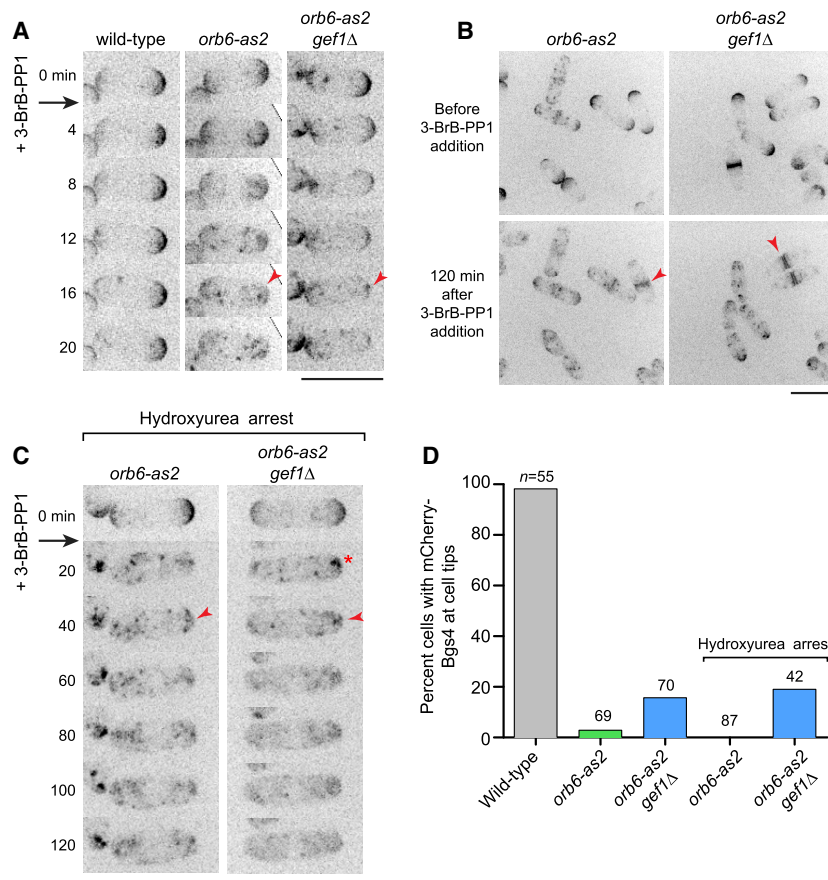 A
wild-type
orb6-as2
orb6-as2
gef1Δ
+ 3-BrB-PP1
0 min
4
8
12
16
20
B
orb6-as2
orb6-as2
gef1Δ
Before
3-BrB-PP1
addition
120 min
after
3-BrB-PP1
addition
C
Hydroxyurea arrest
orb6-as2
orb6-as2
gef1Δ
+ 3-BrB-PP1
0 min
20
*
40
60
80
100
120
D
Percent cells with mCherry-
Bgs4 at cell tips
100
80
60
40
20
0
n=55
69
70
Hydroxyurea arres
87
42
Wild-type
orb6-as2
orb6-as2
gef1Δ
orb6-as2
orb6-as2
gef1Δ